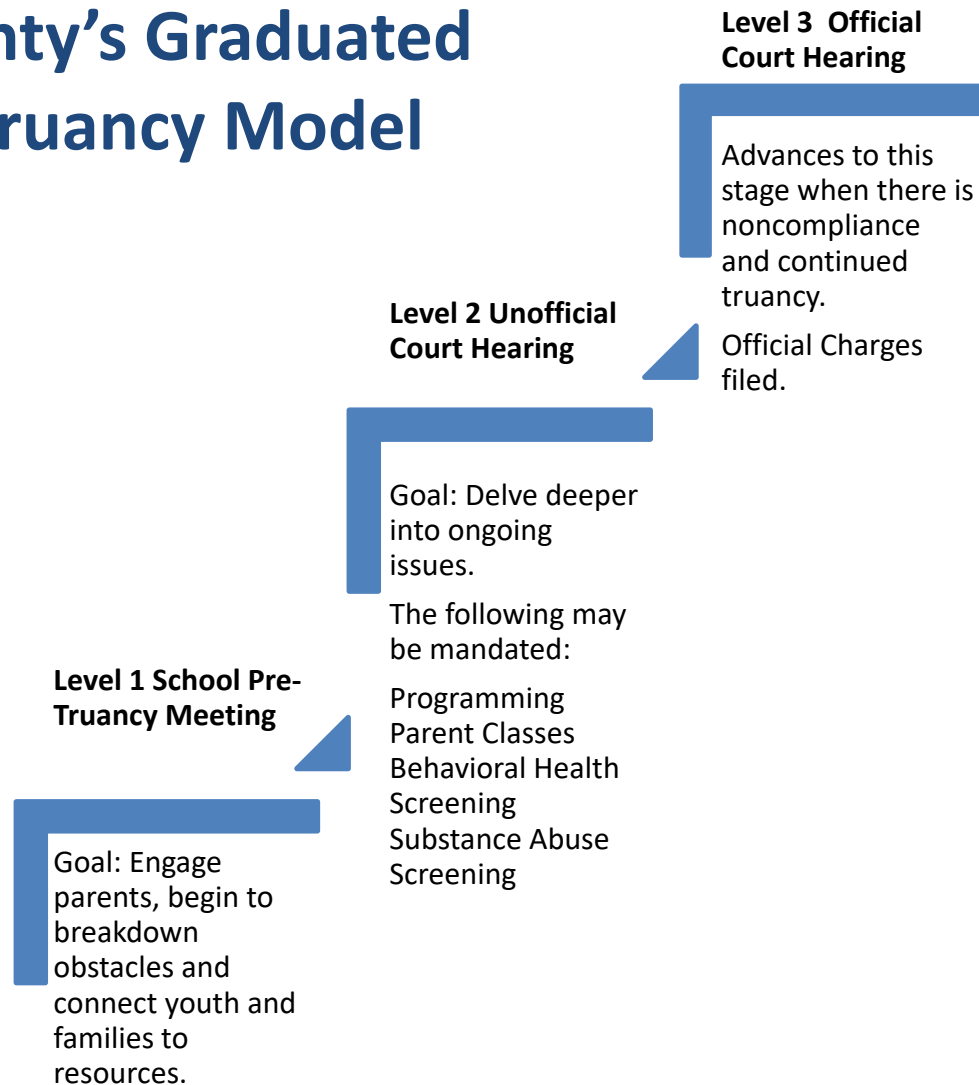 nty's Graduated
ruancy Model
Level 3  Official
Court Hearing
Advances to this
stage when there is
noncompliance
and continued
truancy.
Official Charges
filed.
Level 2 Unofficial
Court Hearing
Goal: Delve deeper
into ongoing
issues.
The following may
be mandated:
Programming
Parent Classes
Behavioral Health
Screening
Substance Abuse
Screening
Level 1 School Pre-
Truancy Meeting
Goal: Engage
parents, begin to
breakdown
obstacles and
connect youth and
families to
resources.